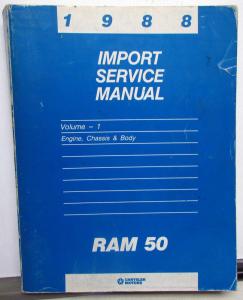 1 9 8 8
IMPORT
SERVICE
MANUAL
Volume – 1
Engine, Chassis & Body
RAM 50
CHRYSLER
MOTORS